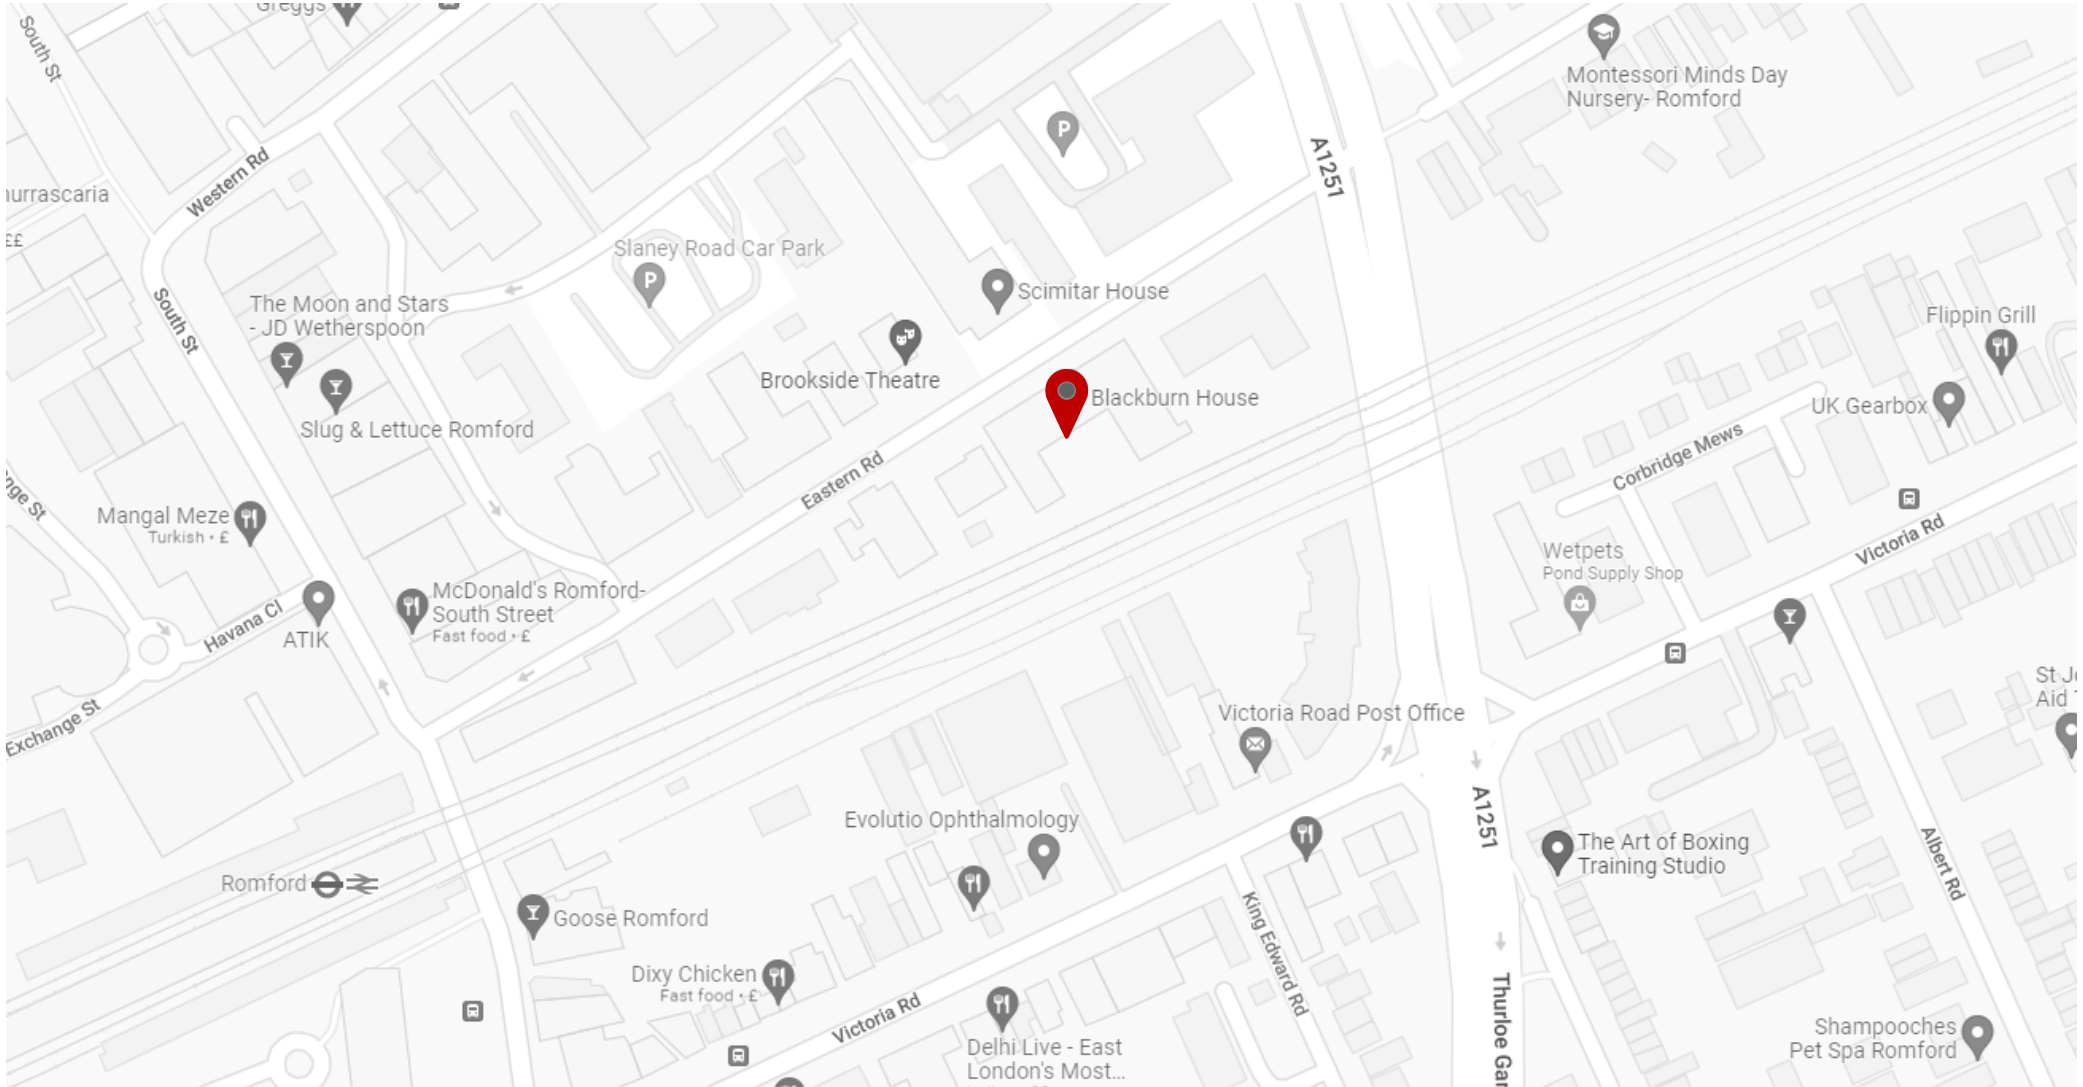 Greggs
South St
Montessori Minds Day
Nursery- Romford
P
A1251
Western Rd
hurrascaria
££
Slaney Road Car Park
P
Scimitar House
The Moon and Stars
- JD Wetherspoon
South St
Flippin Grill
Brookside Theatre
Blackburn House
UK Gearbox
Slug & Lettuce Romford
Corbridge Mews
Eastern Rd
nge St
Mangal Meze
Turkish • £
Victoria Rd
Wetpets
Pond Supply Shop
McDonald's Romford-
South Street
Fast food • £
Havana Cl
ATIK
St Jo
Aid T
Exchange St
Victoria Road Post Office
A1251
Evolutio Ophthalmology
The Art of Boxing
Training Studio
Albert Rd
Romford
Goose Romford
King Edward Rd
Dixy Chicken
Fast food • £
Victoria Rd
Thurloe Gar
Delhi Live - East
London's Most...
Shampooches
Pet Spa Romford